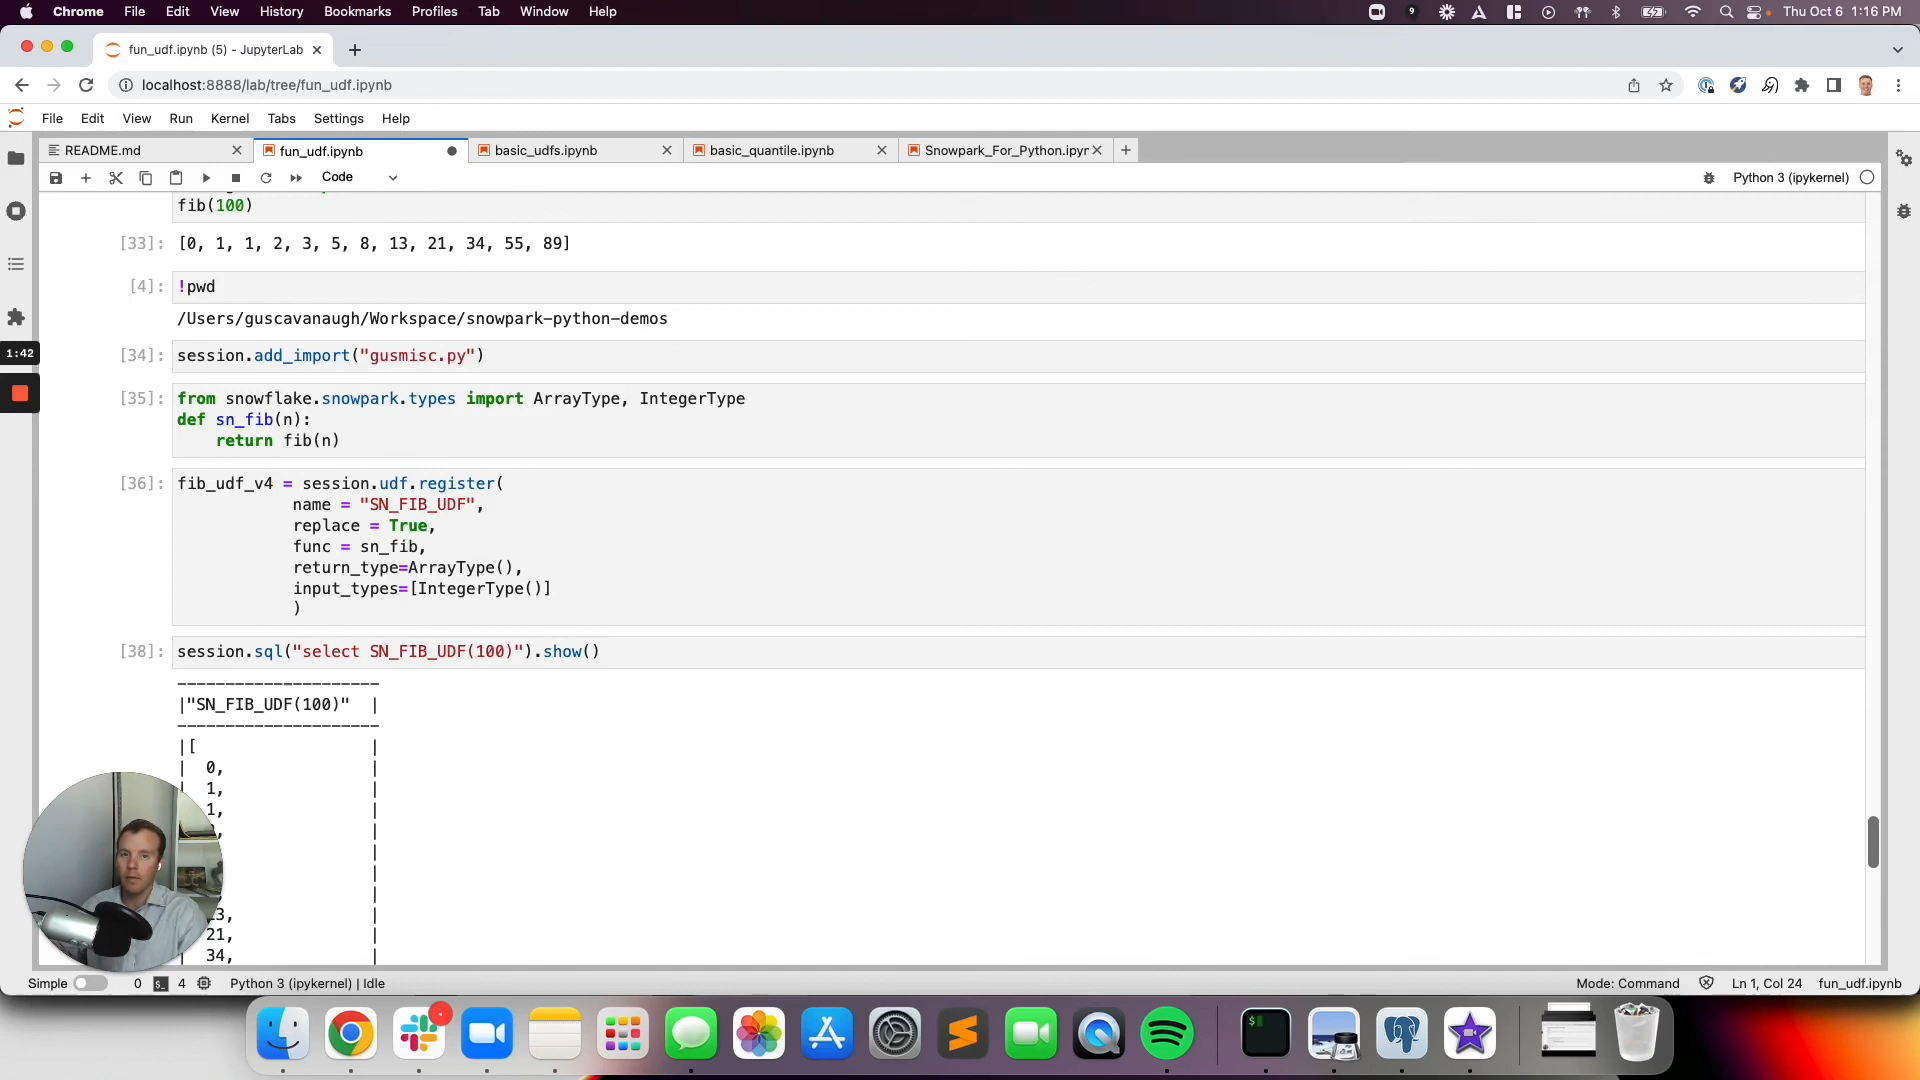 Chrome File Edit View History Bookmarks Profiles Tab Window Help
9
Thu Oct 6 1:16 PM
fun_udf.ipynb (5) - JupyterLab
localhost:8888/lab/tree/fun_udf.ipynb
File Edit View Run Kernel Tabs Settings Help
README.md
fun_udf.ipynb
basic_udfs.ipynb
basic_quantile.ipynb
Snowpark_For_Python.ipyn
Code
Python 3 (ipykernel)
fib(100)
[33]: [0, 1, 1, 2, 3, 5, 8, 13, 21, 34, 55, 89]
[4]: !pwd
/Users/guscavanaugh/Workspace/snowpark-python-demos
1:42
[34]: session.add_import("gusmisc.py")
[35]: from snowflake.snowpark.types import ArrayType, IntegerType
def sn_fib(n):
return fib(n)
[36]: fib_udf_v4 = session.udf.register(
name = "SN_FIB_UDF",
replace = True,
func = sn_fib,
return_type=ArrayType(),
input_types=[IntegerType()]
)
[38]: session.sql("select SN_FIB_UDF(100)").show()
--------------------
|"SN_FIB_UDF(100)" |
--------------------
|[ |
| 0, |
| 1, |
1, |
, |
|
|
|
3, |
21, |
| 34, |
Simple 0 $_ 4 Python 3 (ipykernel) | Idle
Mode: Command Ln 1, Col 24 fun_udf.ipynb